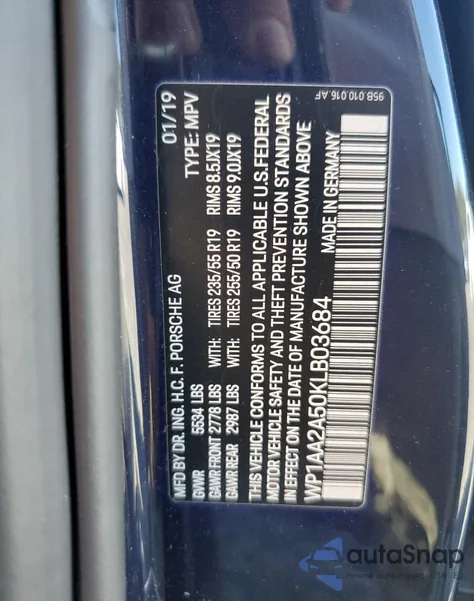 MFD BY DR. ING. H.C. F. PORSCHE AG 01/19
GVWR 5534 LBS TYPE: MPV
GAWR FRONT 2778 LBS WITH: TIRES 235/55 R19 RIMS 8.5JX19
GAWR REAR 2987 LBS WITH: TIRES 255/50 R19 RIMS 9.0JX19
THIS VEHICLE CONFORMS TO ALL APPLICABLE U.S.FEDERAL
MOTOR VEHICLE SAFETY AND THEFT PREVENTION STANDARDS
IN EFFECT ON THE DATE OF MANUFACTURE SHOWN ABOVE
WP1AA2A50KLB03684 MADE IN GERMANY
95B.010.016.AF
autoSnap